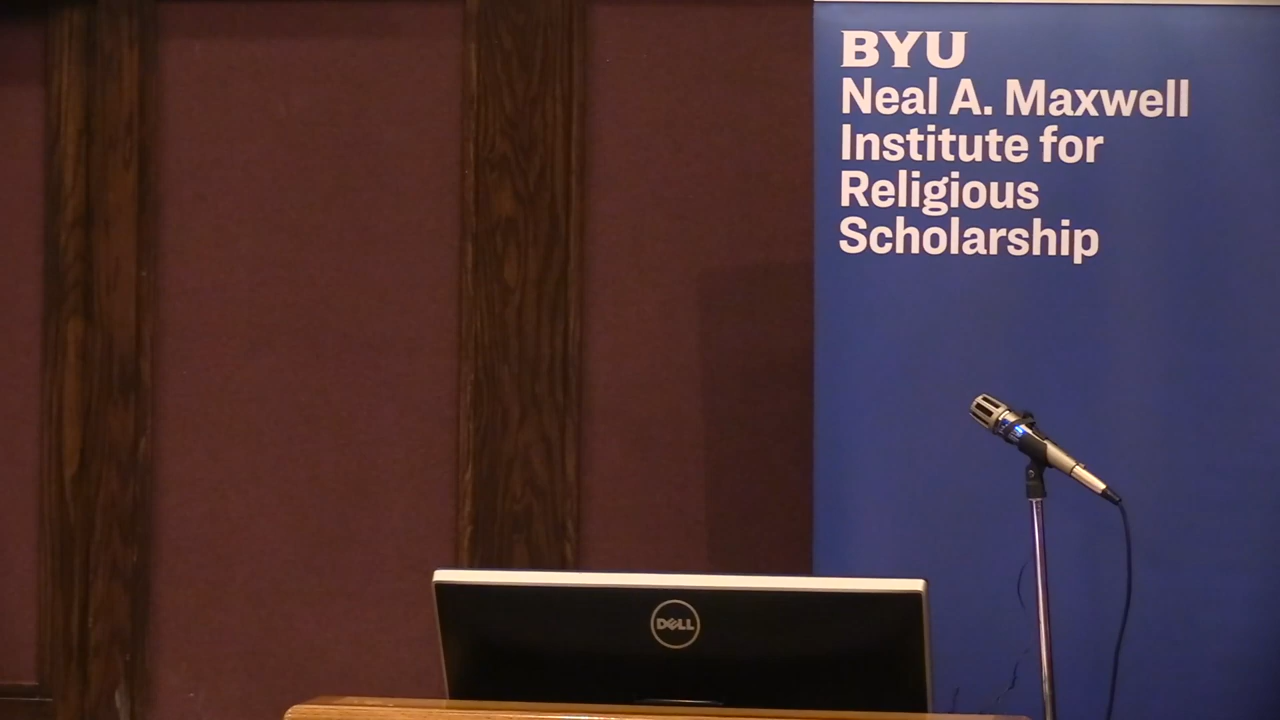 BYU
Neal A. Maxwell
Institute for
Religious
Scholarship
DELL